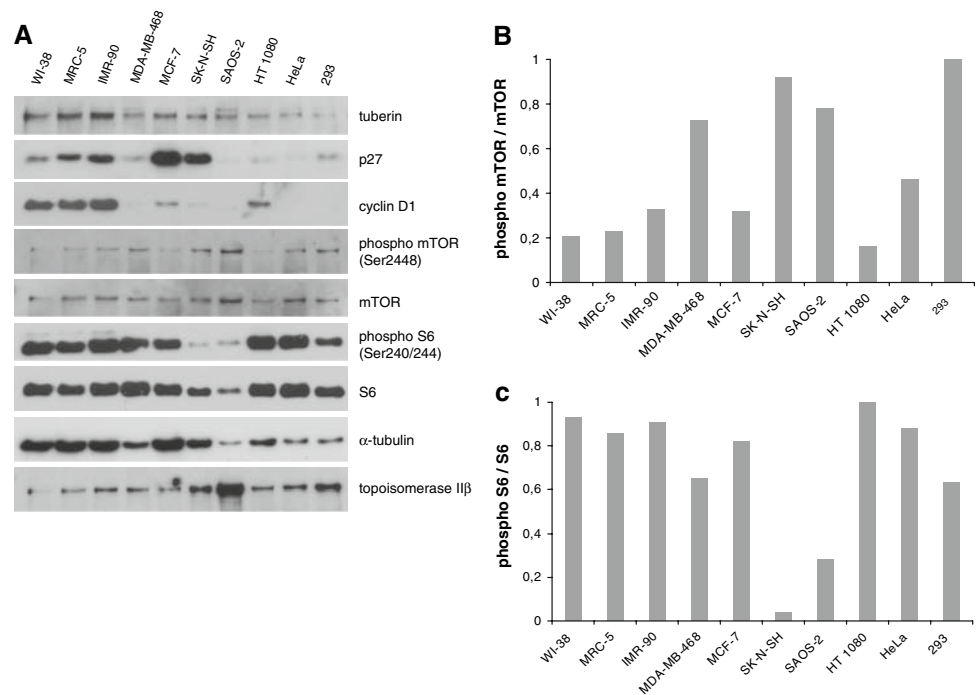 A
WI-38
MRC-5
IMR-90
MDA-MB-468
MCF-7
SK-N-SH
SAOS-2
HT 1080
HeLa
293
tuberin
p27
cyclin D1
phospho mTOR
(Ser2448)
mTOR
phospho S6
(Ser240/244)
S6
α-tubulin
topoisomerase IIβ
B
phospho mTOR / mTOR
1
0,8
0,6
0,4
0,2
0
WI-38
MRC-5
IMR-90
MDA-MB-468
MCF-7
SK-N-SH
SAOS-2
HT 1080
HeLa
293
C
phospho S6 / S6
1
0,8
0,6
0,4
0,2
0
WI-38
MRC-5
IMR-90
MDA-MB-468
MCF-7
SK-N-SH
SAOS-2
HT 1080
HeLa
293